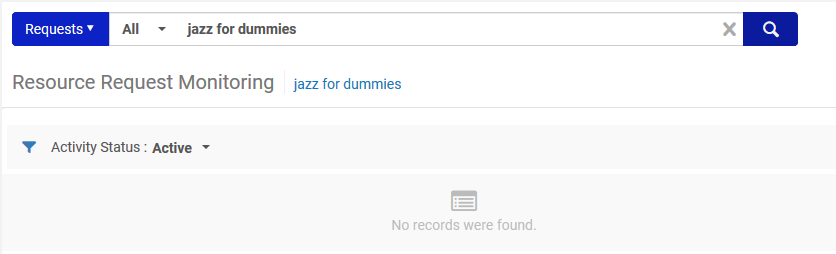 Requests All jazz for dummies
Resource Request Monitoring jazz for dummies
Activity Status : Active
No records were found.